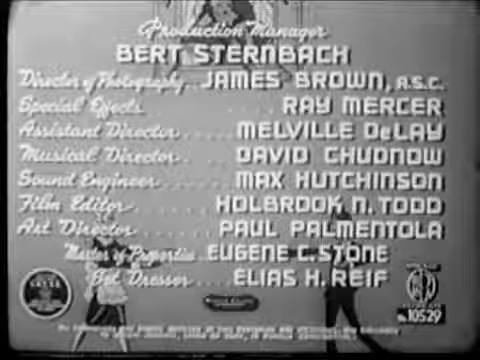 Production Manager
BERT STERNBACH
Director of Photography . . JAMES BROWN, A.S.C.
Special Effects . . . RAY MERCER
Assistant Director . . . . MELVILLE DeLAY
Musical Director . . . . DAVID CHUDNOW
Sound Engineer . . . . . MAX HUTCHINSON
Film Editor . . . . . HOLBROOK N. TODD
Art Director . . . . . PAUL PALMENTOLA
Master of Properties . . EUGENE C. STONE
Set Dresser . . . . ELIAS H. REIF
No. 10529